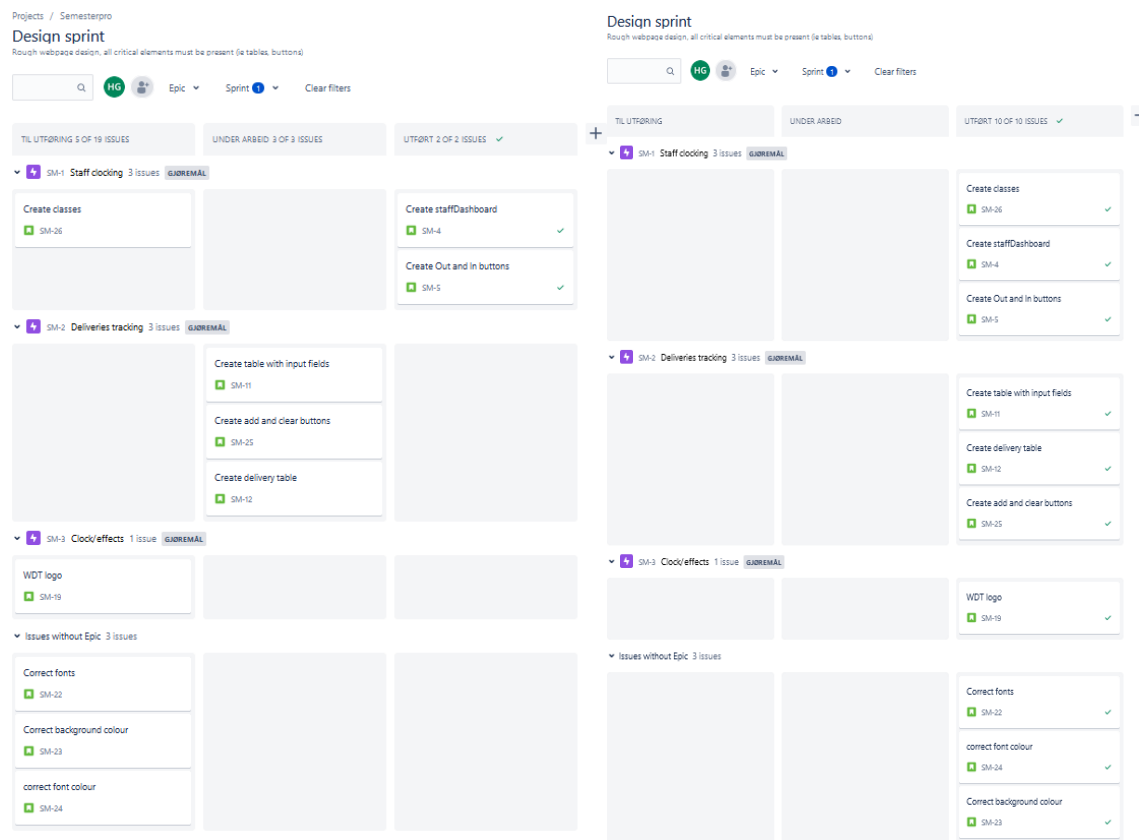 Projects / Semesterpro
Design sprint
Rough webpage design, all critical elements must be present (ie tables, buttons)
HG Epic Sprint 1 Clear filters
TIL UTFØRING 5 OF 19 ISSUES UNDER ARBEID 3 OF 3 ISSUES UTFØRT 2 OF 2 ISSUES
SM-1 Staff clocking 3 issues GJØREMÅL
Create classes
SM-26
Create staffDashboard
SM-4
Create Out and In buttons
SM-5
SM-2 Deliveries tracking 3 issues GJØREMÅL
Create table with input fields
SM-11
Create add and clear buttons
SM-25
Create delivery table
SM-12
SM-3 Clock/effects 1 issue GJØREMÅL
WDT logo
SM-19
Issues without Epic 3 issues
Correct fonts
SM-22
Correct background colour
SM-23
correct font colour
SM-24
Design sprint
Rough webpage design, all critical elements must be present (ie tables, buttons)
HG Epic Sprint 1 Clear filters
TIL UTFØRING UNDER ARBEID UTFØRT 10 OF 10 ISSUES
SM-1 Staff clocking 3 issues GJØREMÅL
Create classes
SM-26
Create staffDashboard
SM-4
Create Out and In buttons
SM-5
SM-2 Deliveries tracking 3 issues GJØREMÅL
Create table with input fields
SM-11
Create delivery table
SM-12
Create add and clear buttons
SM-25
SM-3 Clock/effects 1 issue GJØREMÅL
WDT logo
SM-19
Issues without Epic 3 issues
Correct fonts
SM-22
correct font colour
SM-24
Correct background colour
SM-23